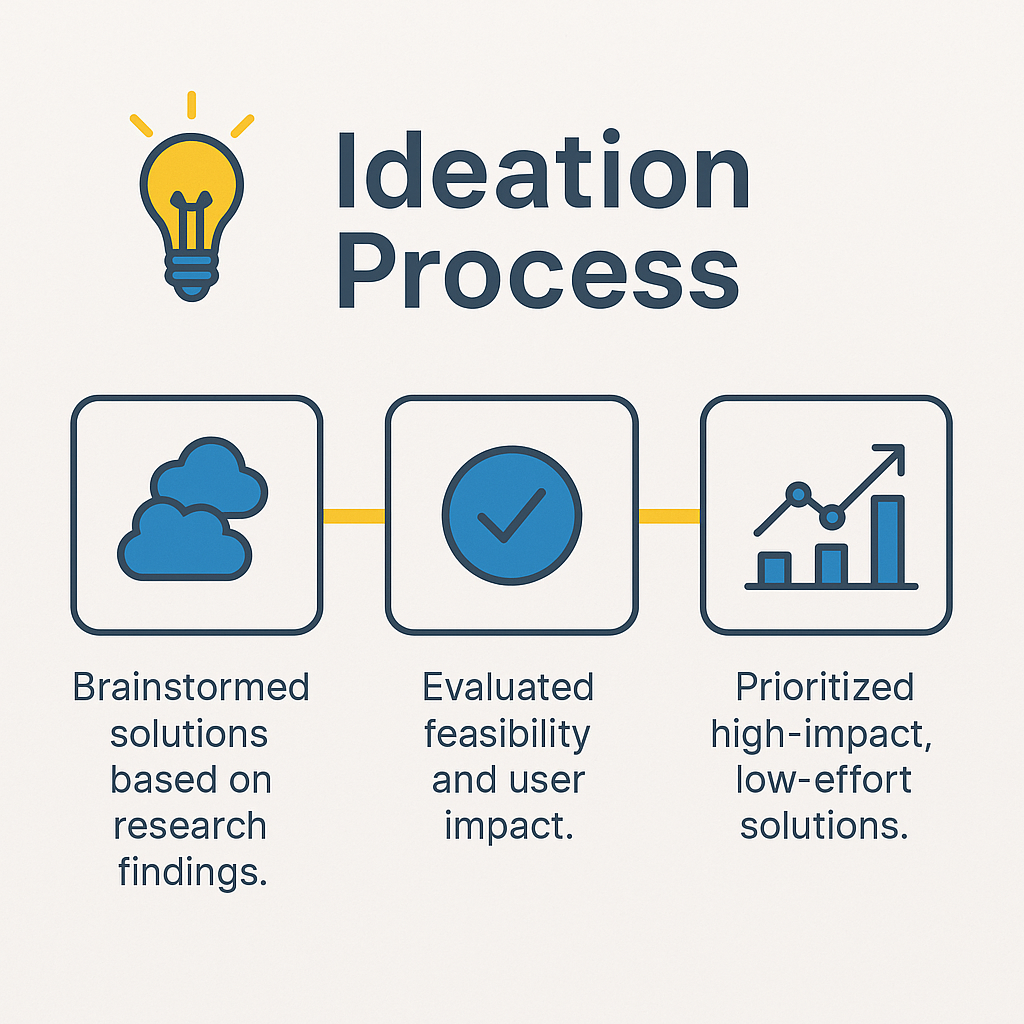 Ideation
Process
Brainstormed
solutions
based on
research
findings.
Evaluated
feasibility
and user
impact.
Prioritized
high-impact,
low-effort
solutions.